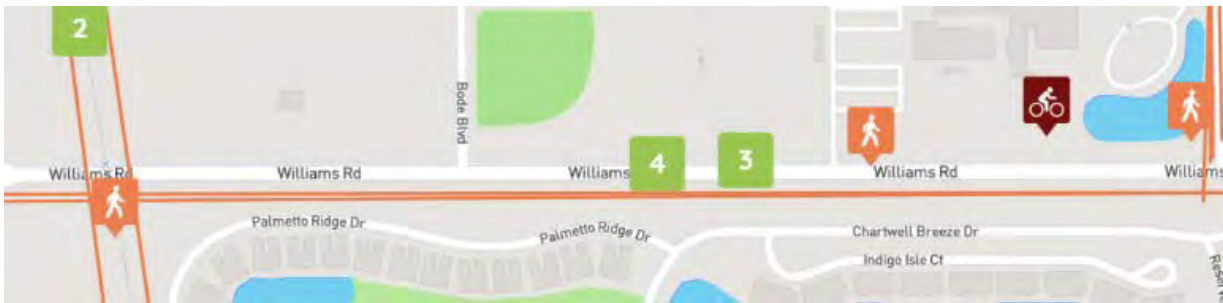 2
Bode Blvd
4
3
Williams Rd
Williams Rd
Williams
Williams Rd
Williams
Palmetto Ridge Dr
Palmetto Ridge Dr
Chartwell Breeze Dr
Indigo Isle Ct